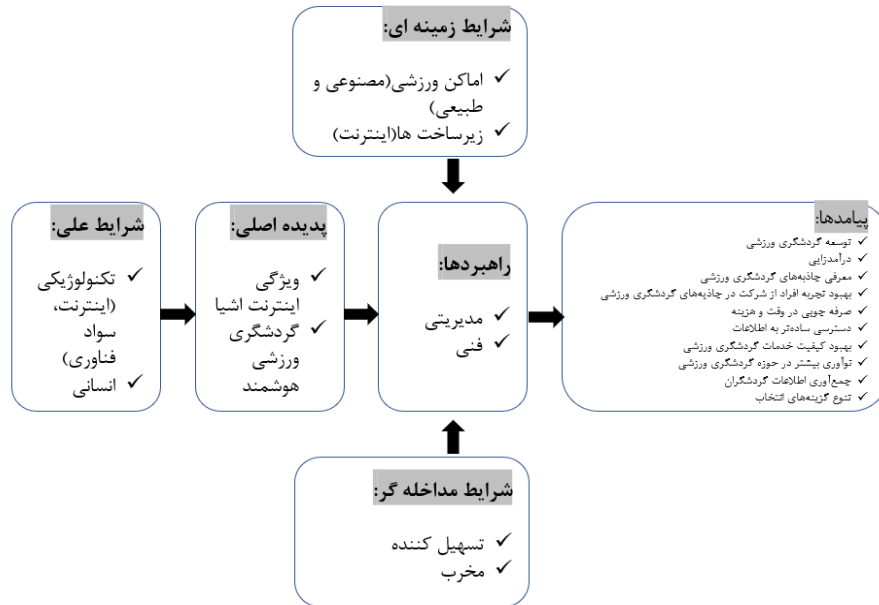 شرایط زمینه ای:
✓ اماکن ورزشی(مصنوعی و
طبیعی)
✓ زیرساخت ها(اینترنت)
شرایط علی:
✓ تکنولوژیکی
(اینترنت،
سواد
فناوری)
✓ انسانی
پدیده اصلی:
✓ ویژگی
اینترنت اشیا
✓ گردشگری
ورزشی
هوشمند
راهبردها:
✓ مدیریتی
✓ فنی
پیامدها:
✓ توسعه گردشگری ورزشی
✓ درآمدزایی
✓ معرفی جاذبه‌های گردشگری ورزشی
✓ بهبود تجربه افراد از شرکت در جاذبه‌های گردشگری ورزشی
✓ صرفه جویی در وقت و هزینه
✓ دسترسی ساده‌تر به اطلاعات
✓ بهبود کیفیت خدمات گردشگری ورزشی
✓ نوآوری بیشتر در حوزه گردشگری ورزشی
✓ جمع‌آوری اطلاعات گردشگران
✓ تنوع گزینه‌های انتخاب
شرایط مداخله گر:
✓ تسهیل کننده
✓ مخرب